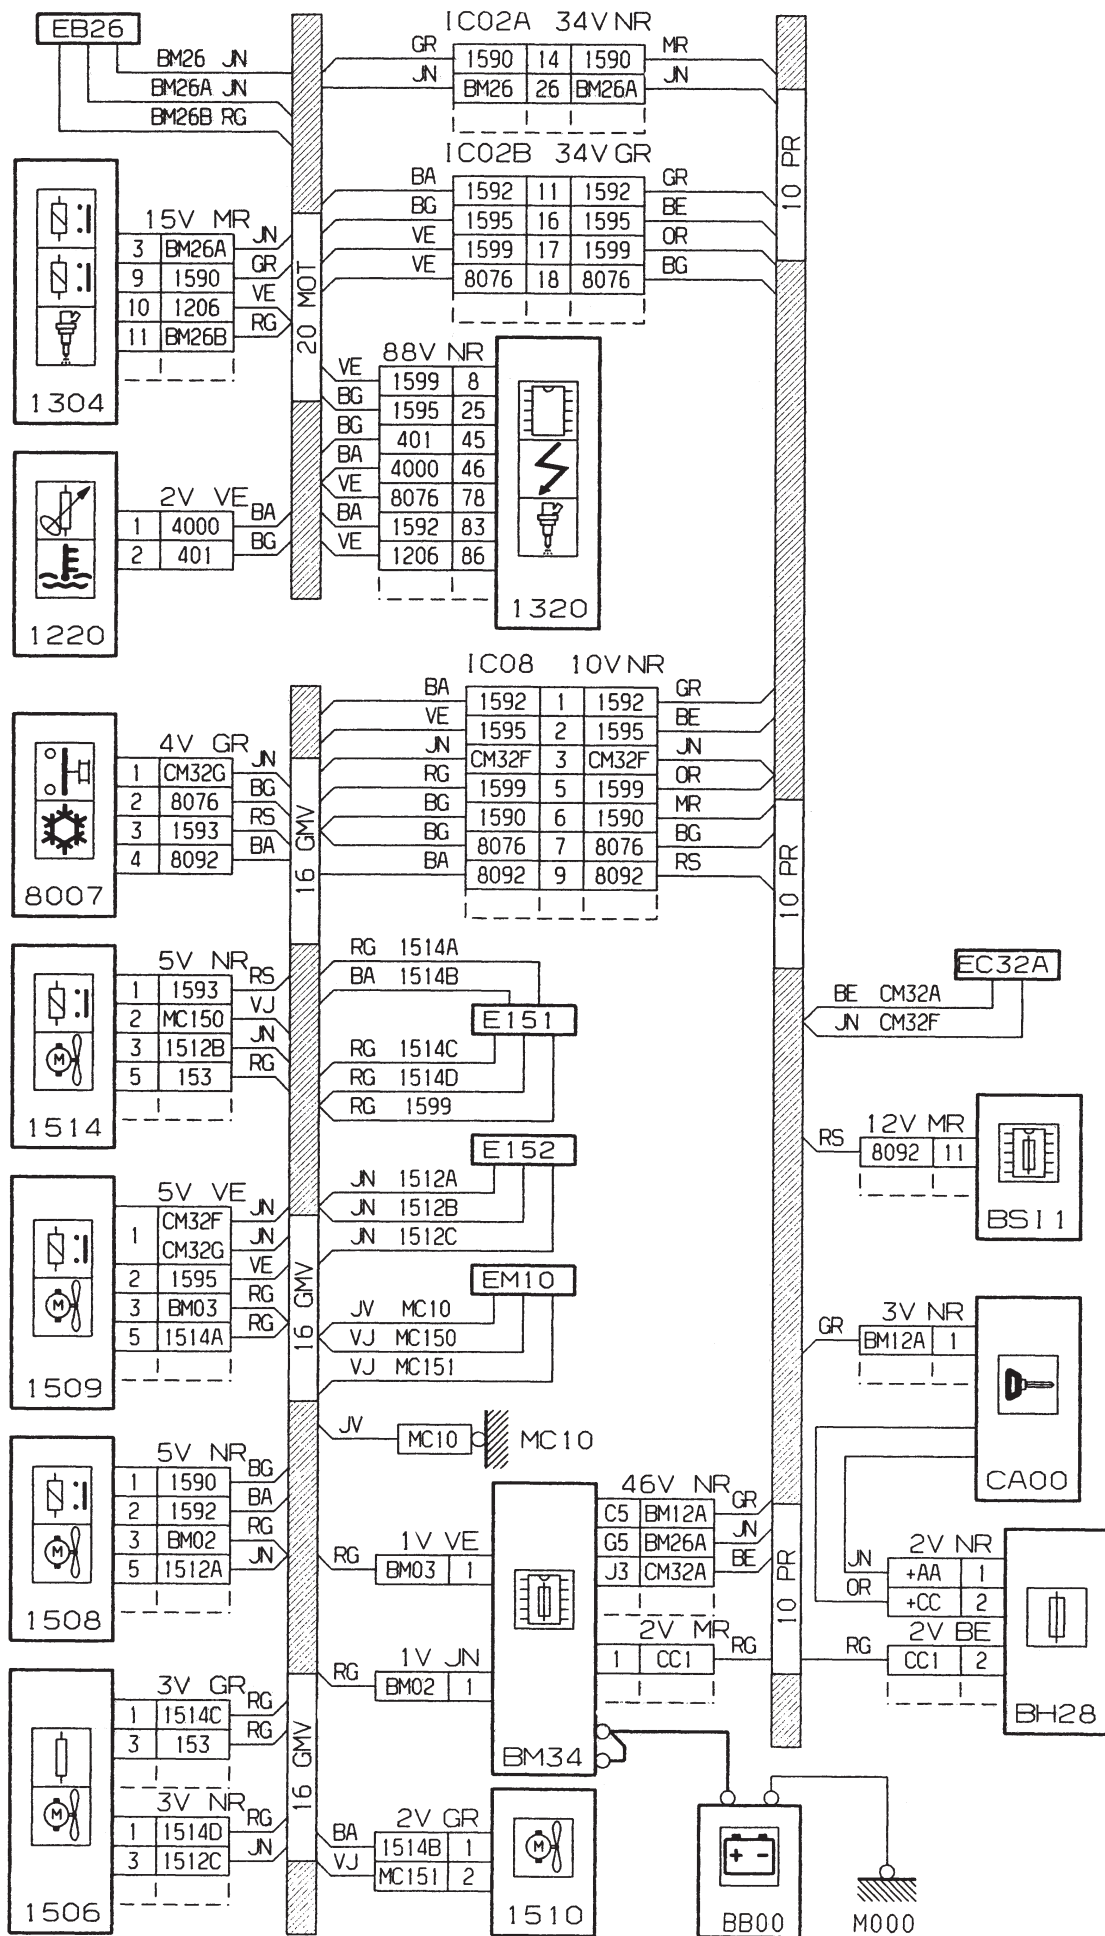 EB26
BM26 JN
BM26A JN
BM26B RG
IC02A 34V NR
GR 1590 14 1590 MR
JN BM26 26 BM26A JN
IC02B 34V GR
BA 1592 11 1592 GR
BG 1595 16 1595 BE
VE 1599 17 1599 OR
VE 8076 18 8076 BG
10 PR
20 MOT
15V MR
3 BM26A JN
9 1590 GR
10 1206 VE
11 BM26B RG
1304
88V NR
VE 1599 8
BG 1595 25
BG 401 45
BA 4000 46
VE 8076 78
BA 1592 83
VE 1206 86
1320
2V VE
1 4000 BA
2 401 BG
1220
IC08 10V NR
BA 1592 1 1592 GR
VE 1595 2 1595 BE
JN CM32F 3 CM32F JN
RG 1599 5 1599 OR
BG 1590 6 1590 MR
BG 8076 7 8076 BG
BA 8092 9 8092 RS
16 GMV
10 PR
4V GR
1 CM32G JN
2 8076 BG
3 1593 RS
4 8092 BA
8007
5V NR
1 1593 RS
2 MC150 VJ
3 1512B JN
5 153 RG
1514
RG 1514A
BA 1514B
E151
RG 1514C
RG 1514D
RG 1599
EC32A
BE CM32A
JN CM32F
E152
JN 1512A
JN 1512B
JN 1512C
12V MR
RS 8092 11
BSI1
5V VE
1 CM32F JN
CM32G JN
2 1595 VE
3 BM03 RG
5 1514A RG
1509
16 GMV
EM10
JV MC10
VJ MC150
VJ MC151
3V NR
GR BM12A 1
CA00
JV MC10 MC10
5V NR
1 1590 BG
2 1592 BA
3 BM02 RG
5 1512A JN
1508
1V VE
RG BM03 1
1V JN
RG BM02 1
46V NR
C5 BM12A GR
G5 BM26A JN
J3 CM32A BE
2V MR
1 CC1 RG
BM34
10 PR
2V NR
JN +AA 1
OR +CC 2
2V BE
RG CC1 2
BH28
3V GR
1 1514C RG
3 153 RG
3V NR
1 1514D RG
3 1512C JN
1506
16 GMV
2V GR
BA 1514B 1
VJ MC151 2
M
1510
+ -
BB00
M000
M
M
M
M